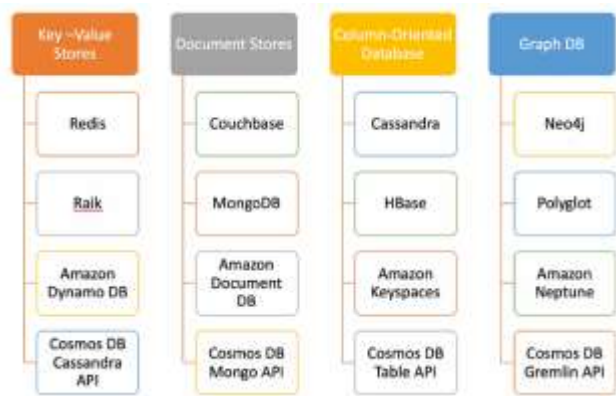 Key –Value
Stores
Redis
Raik
Amazon
Dynamo DB
Cosmos DB
Cassandra
API
Document Stores
Couchbase
MongoDB
Amazon
Document
DB
Cosmos DB
Mongo API
Column-Oriented
Database
Cassandra
HBase
Amazon
Keyspaces
Cosmos DB
Table API
Graph DB
Neo4j
Polyglot
Amazon
Neptune
Cosmos DB
Gremlin API